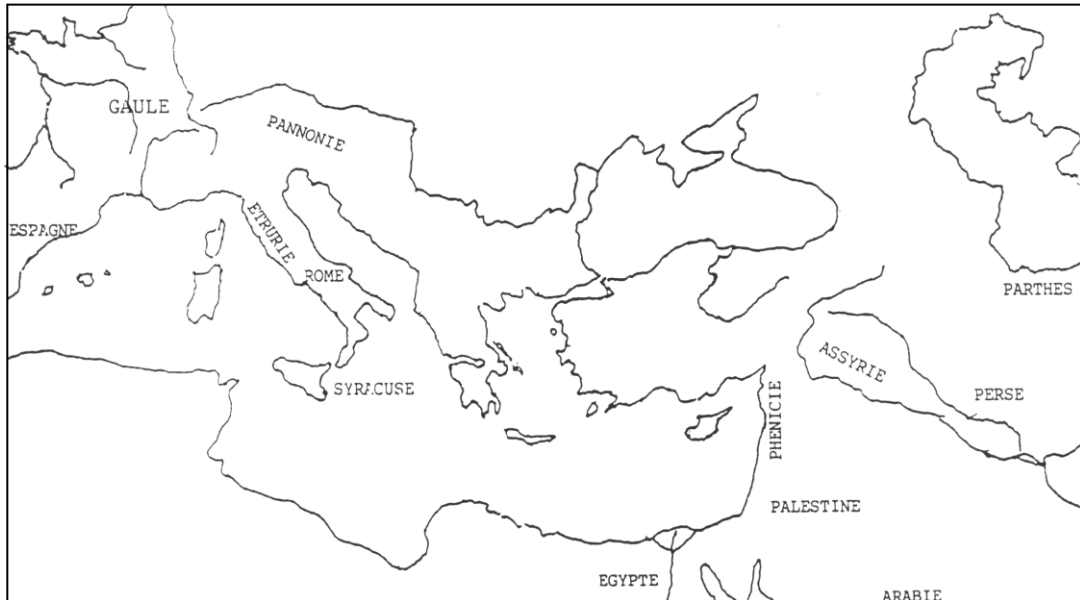 GAULE
PANNONIE
ESPAGNE
ETRURIE
ROME
PARTHES
ASSYRIE
SYRACUSE
PERSE
PHENICIE
PALESTINE
EGYPTE
ARABIE